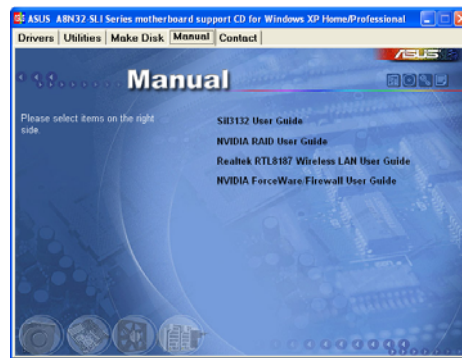 ASUS A8N32-SLI Series motherboard support CD for Windows XP Home/Professional
Drivers Utilities Make Disk Manual Contact
ASUS
Manual
Please select items on the right
side.
SiI3132 User Guide
NVIDIA RAID User Guide
Realtek RTL8187 Wireless LAN User Guide
NVIDIA ForceWare/Firewall User Guide
ASUS